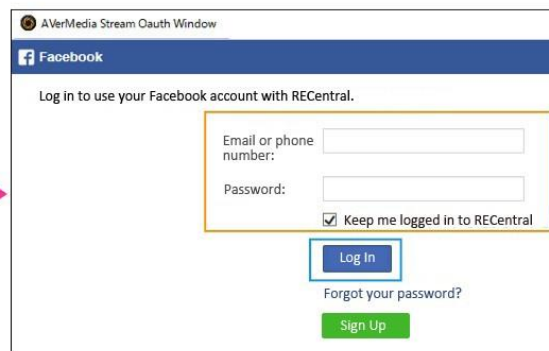 AVerMedia Stream Oauth Window
Facebook
Log in to use your Facebook account with RECentral.
Email or phone
number:
Password:
Keep me logged in to RECentral
Log In
Forgot your password?
Sign Up